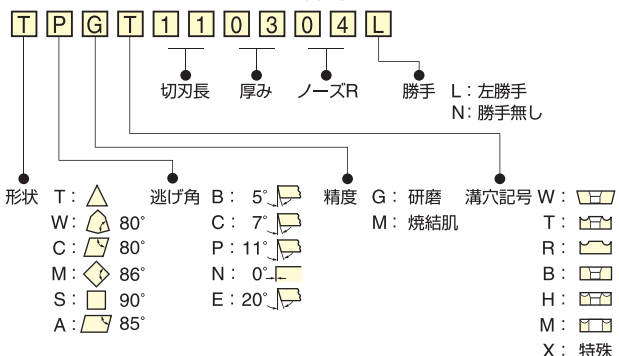 T P G T 1 1 0 3 0 4 L
切刃長 厚み ノーズR 勝手 L：左勝手
N：勝手無し
形状 T： 逃げ角 B： 5° 精度 G：研磨 溝穴記号 W：
W： 80° C： 7° M：焼結肌 T：
C： 80° P：11° R：
M： 86° N： 0° B：
S： 90° E：20° H：
A： 85° M：
X：特殊